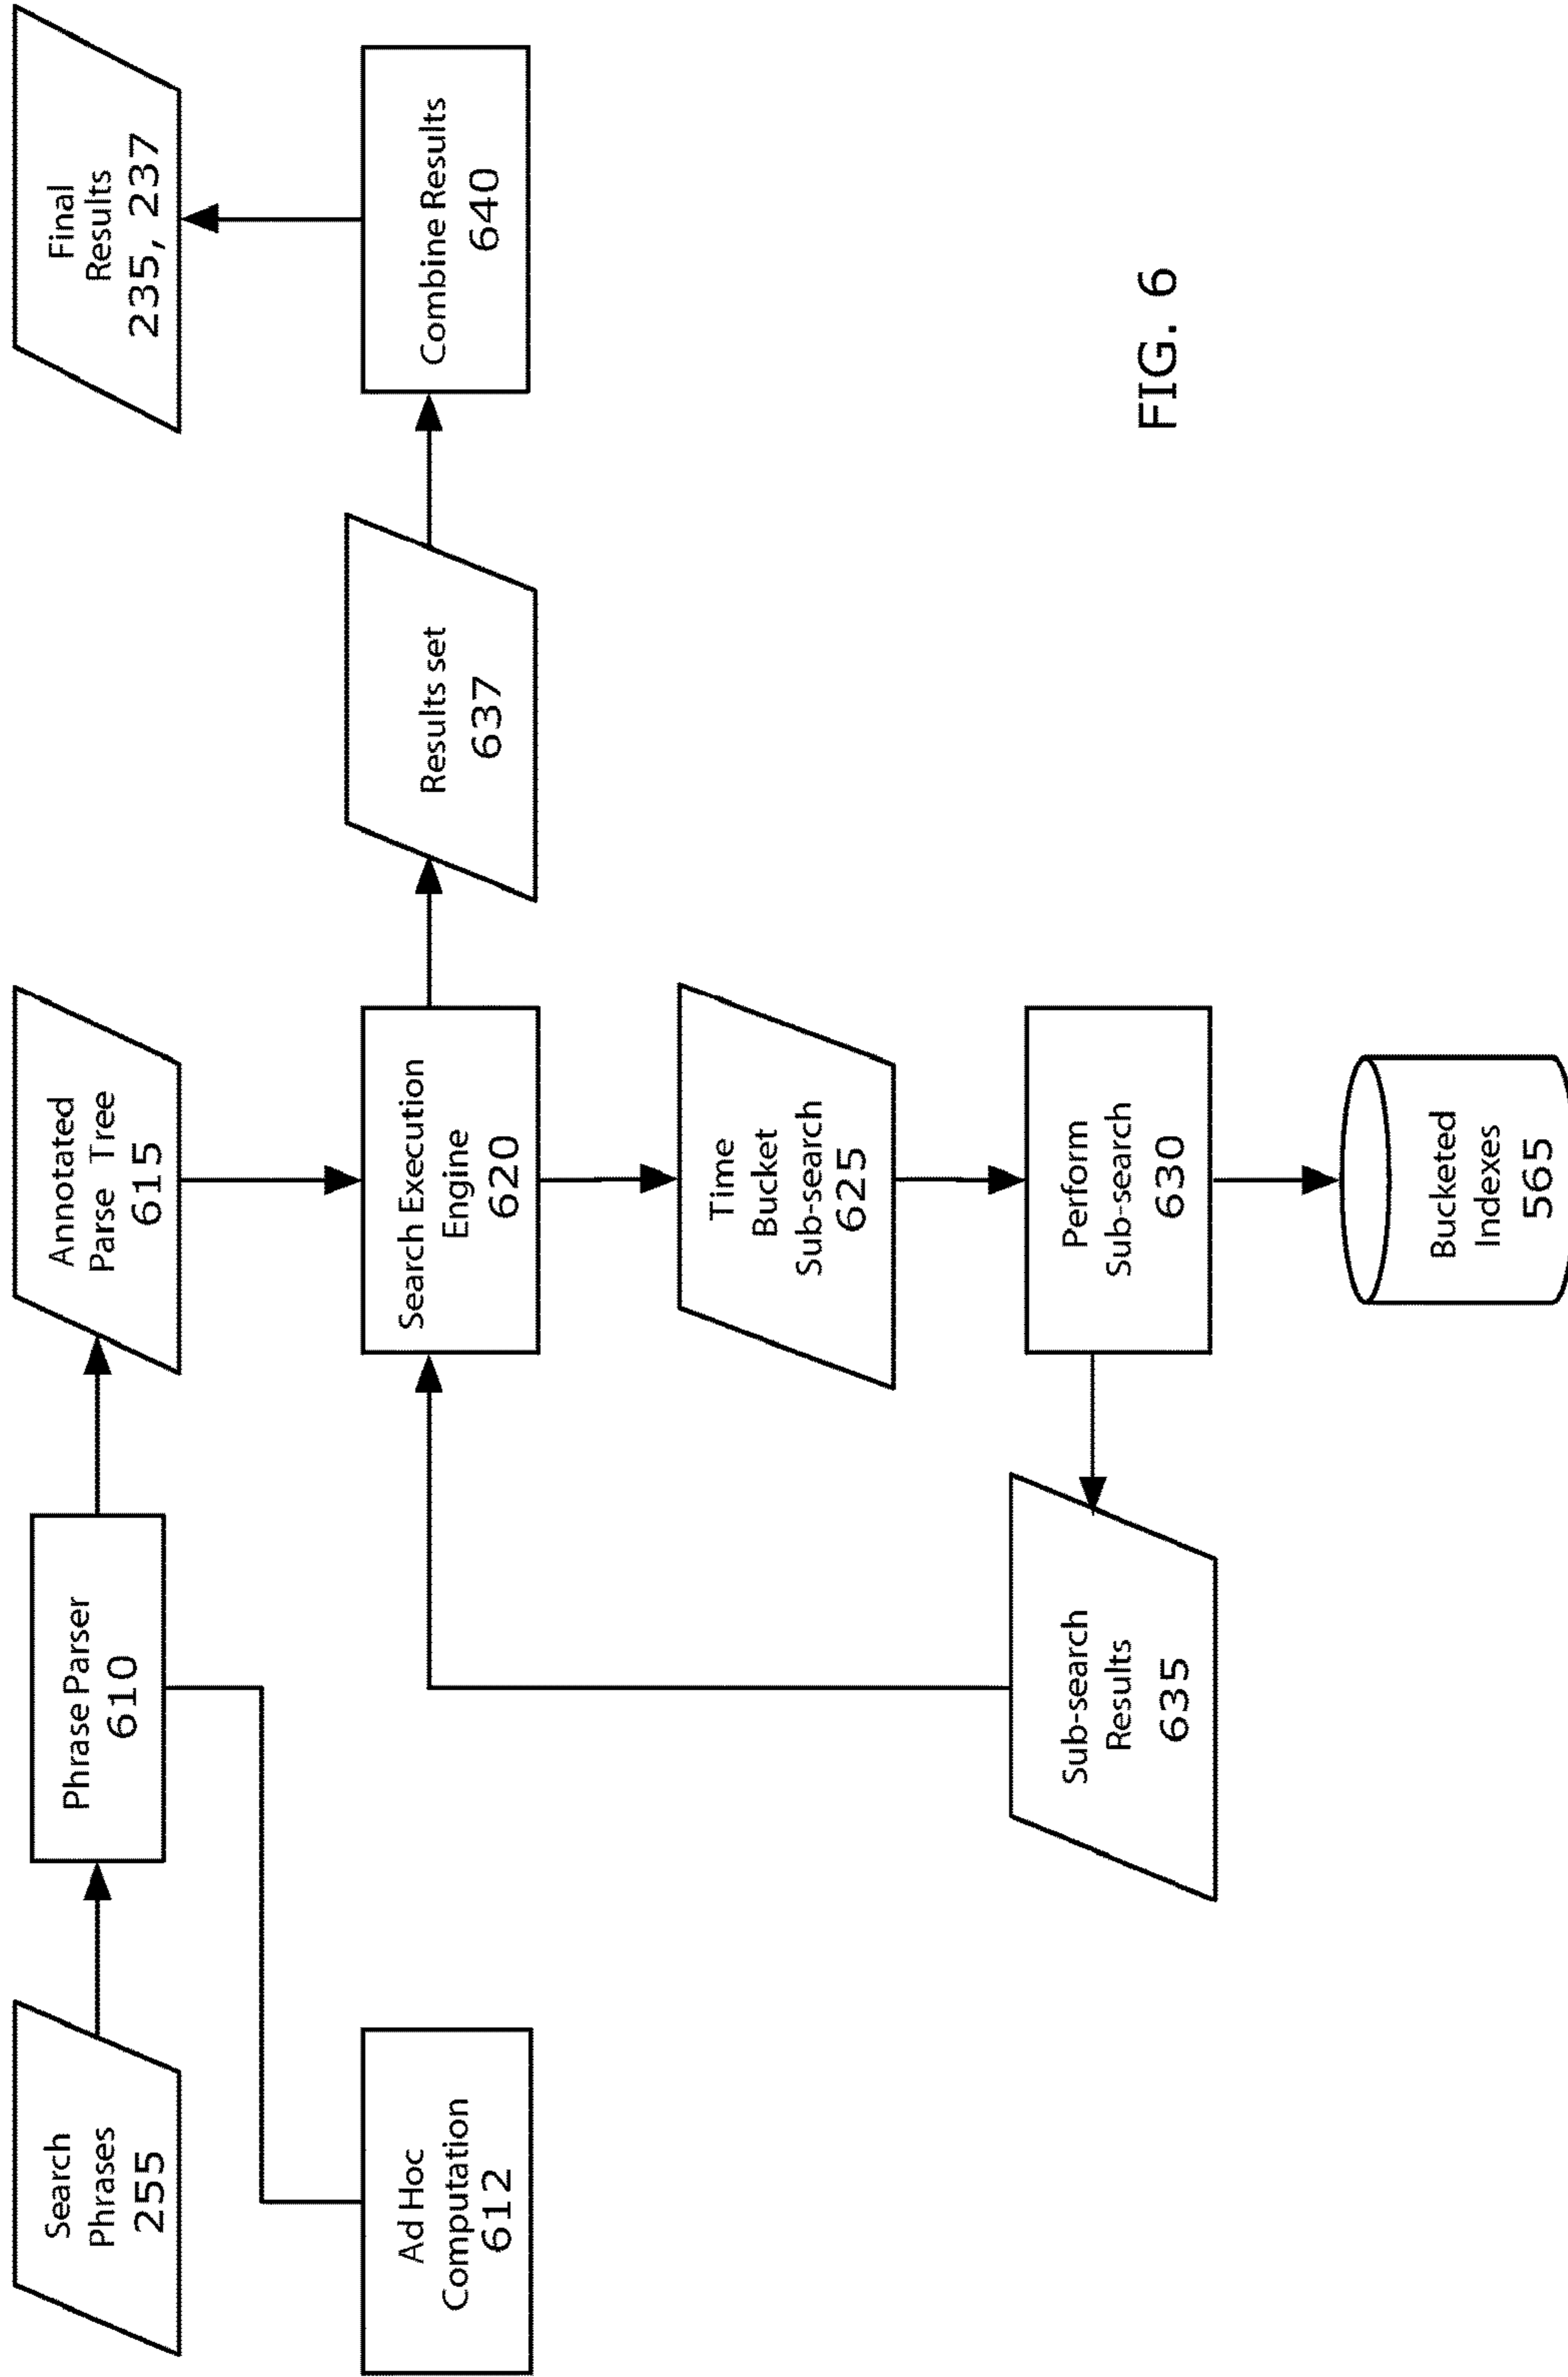 Search
Phrases
255
Phrase Parser
610
Annotated
Parse Tree
615
Final
Results
235, 237
Ad Hoc
Computation
612
Search Execution
Engine
620
Results set
637
Combine Results
640
Time
Bucket
Sub-search
625
Sub-search
Results
635
Perform
Sub-search
630
Bucketed
Indexes
565
FIG. 6